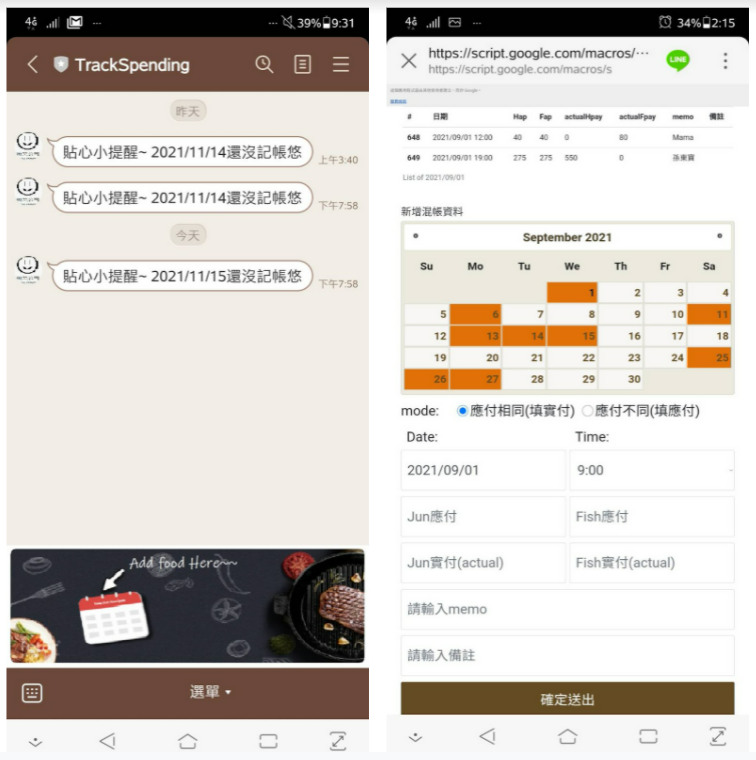 4G ... ... 39% 9:31
TrackSpending
昨天
貼心小提醒~ 2021/11/14還沒記帳悠
上午3:40
貼心小提醒~ 2021/11/14還沒記帳悠
下午7:58
今天
貼心小提醒~ 2021/11/15還沒記帳悠
下午7:58
Add food Here~~
選單
4G ... 34% 2:15
https://script.google.com/macros/...
https://script.google.com/macros/s
LINE
# 日期 Hap Fap actualHpay actualFpay memo 備註
648 2021/09/01 12:00 40 40 0 80 Mama
649 2021/09/01 19:00 275 275 550 0 孫東寶
List of 2021/09/01
新增混帳資料
September 2021
Su Mo Tu We Th Fr Sa
1 2 3 4
5 6 7 8 9 10 11
12 13 14 15 16 17 18
19 20 21 22 23 24 25
26 27 28 29 30
mode: 應付相同(填實付) 應付不同(填應付)
Date: Time:
2021/09/01 9:00
Jun應付 Fish應付
Jun實付(actual) Fish實付(actual)
請輸入memo
請輸入備註
確定送出